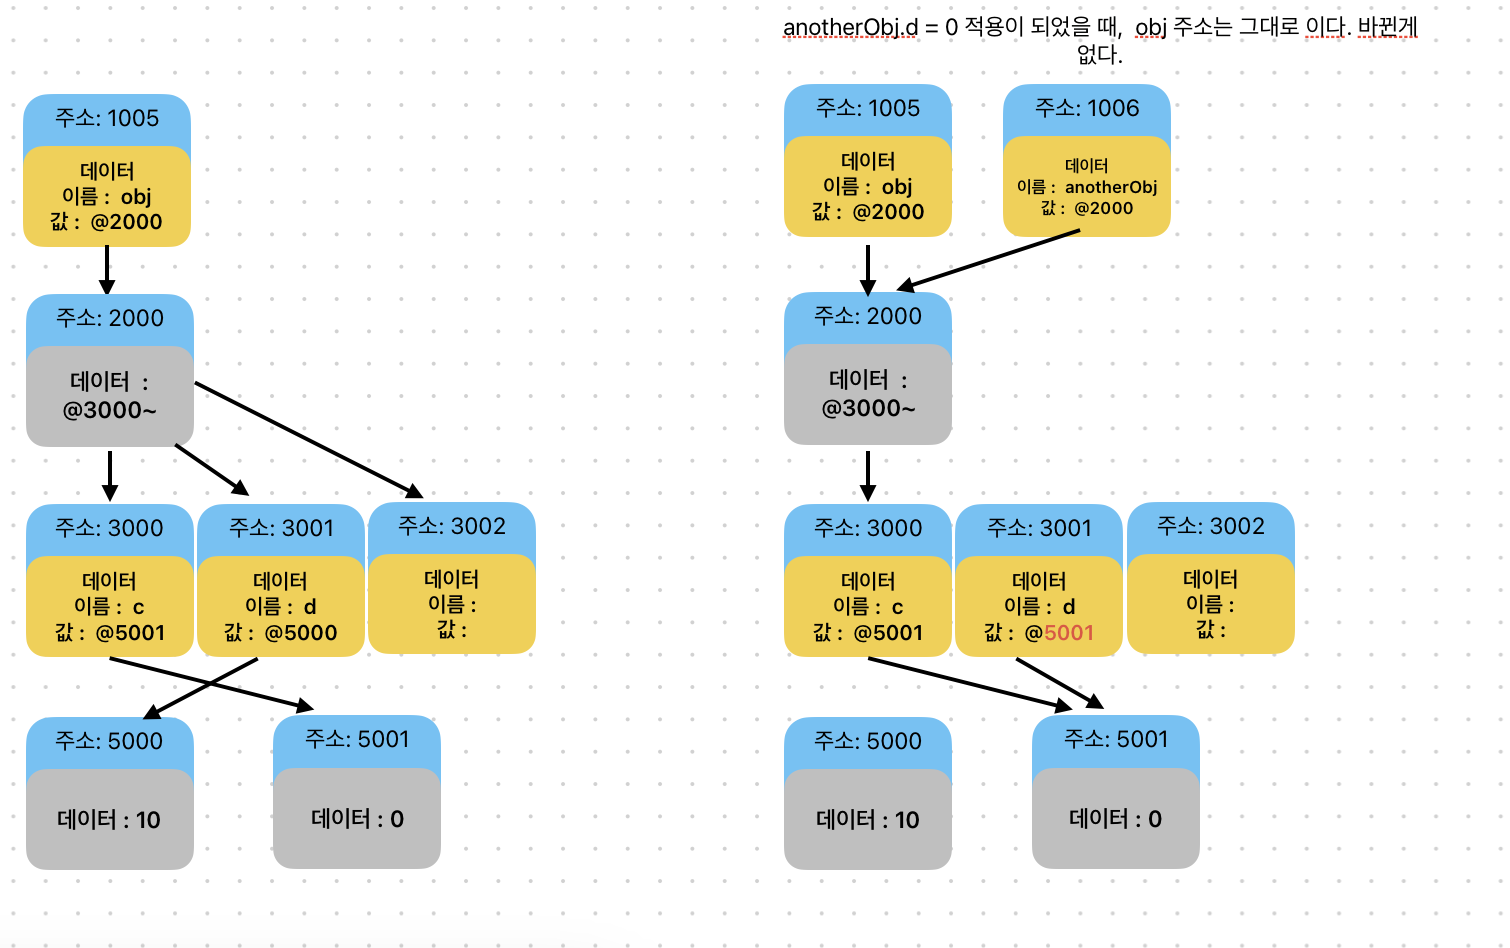 anotherObj.d = 0 적용이 되었을 때, obj 주소는 그대로 이다. 바뀐게
없다.
주소: 1005
데이터
이름 : obj
값 : @2000
주소: 2000
데이터 :
@3000~
주소: 3000
데이터
이름 : c
값 : @5001
주소: 3001
데이터
이름 : d
값 : @5000
주소: 3002
데이터
이름 :
값 :
주소: 5000
데이터 : 10
주소: 5001
데이터 : 0
주소: 1005
데이터
이름 : obj
값 : @2000
주소: 1006
데이터
이름 : anotherObj
값 : @2000
주소: 2000
데이터 :
@3000~
주소: 3000
데이터
이름 : c
값 : @5001
주소: 3001
데이터
이름 : d
값 : @5001
주소: 3002
데이터
이름 :
값 :
주소: 5000
데이터 : 10
주소: 5001
데이터 : 0